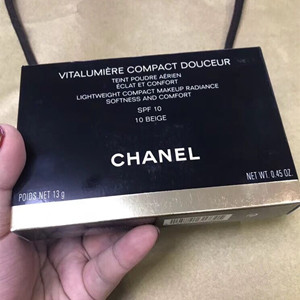 VITALUMIÈRE COMPACT DOUCEUR
TEINT POUDRE AÉRIEN
ÉCLAT ET CONFORT
LIGHTWEIGHT COMPACT MAKEUP RADIANCE
SOFTNESS AND COMFORT
SPF 10
10 BEIGE
CHANEL
POIDS NET 13 g
NET WT. 0.45 OZ.